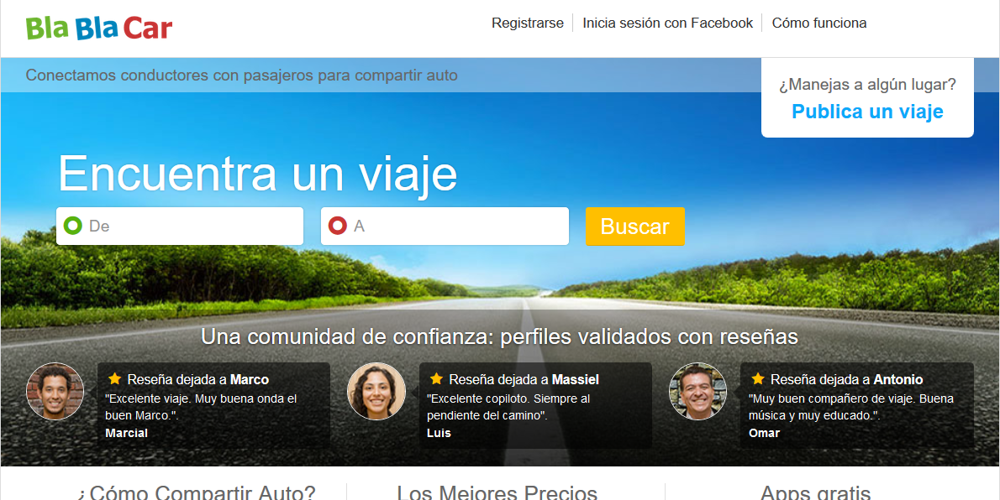 Bla Bla Car
Registrarse
Inicia sesión con Facebook
Cómo funciona
Conectamos conductores con pasajeros para compartir auto
¿Manejas a algún lugar?
Publica un viaje
Encuentra un viaje
De
A
Buscar
Una comunidad de confianza: perfiles validados con reseñas
Reseña dejada a Marco
"Excelente viaje. Muy buena onda el
buen Marco.".
Marcial
Reseña dejada a Massiel
"Excelente copiloto. Siempre al
pendiente del camino".
Luis
Reseña dejada a Antonio
"Muy buen compañero de viaje. Buena
música y muy educado.".
Omar
¿Cómo Compartir Auto?
Los Mejores Precios
Apps gratis